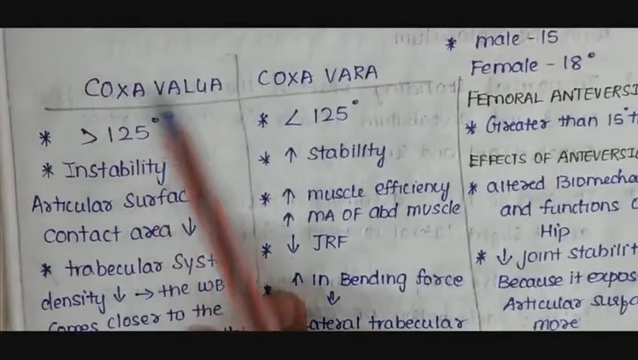 COXA VALGA
* > 125°
* Instability
Articular Surfac
contact area ↓
* trabecular Syst
density ↓ → the WB
comes closer to the
COXA VARA
* < 125°
* ↑ stability
* ↑ muscle efficiency
↑ MA OF abd muscle
* ↓ JRF
* ↑ in Bending force
↓
ateral trabecular
* male - 15
Female - 18°
FEMORAL ANTEVERSI
* Greater than 15°
EFFECTS OF ANTEVERSI
* altered Biomecha
and functions
Hip
* ↓ joint stabilit
Because it expos
Articular surfa
more